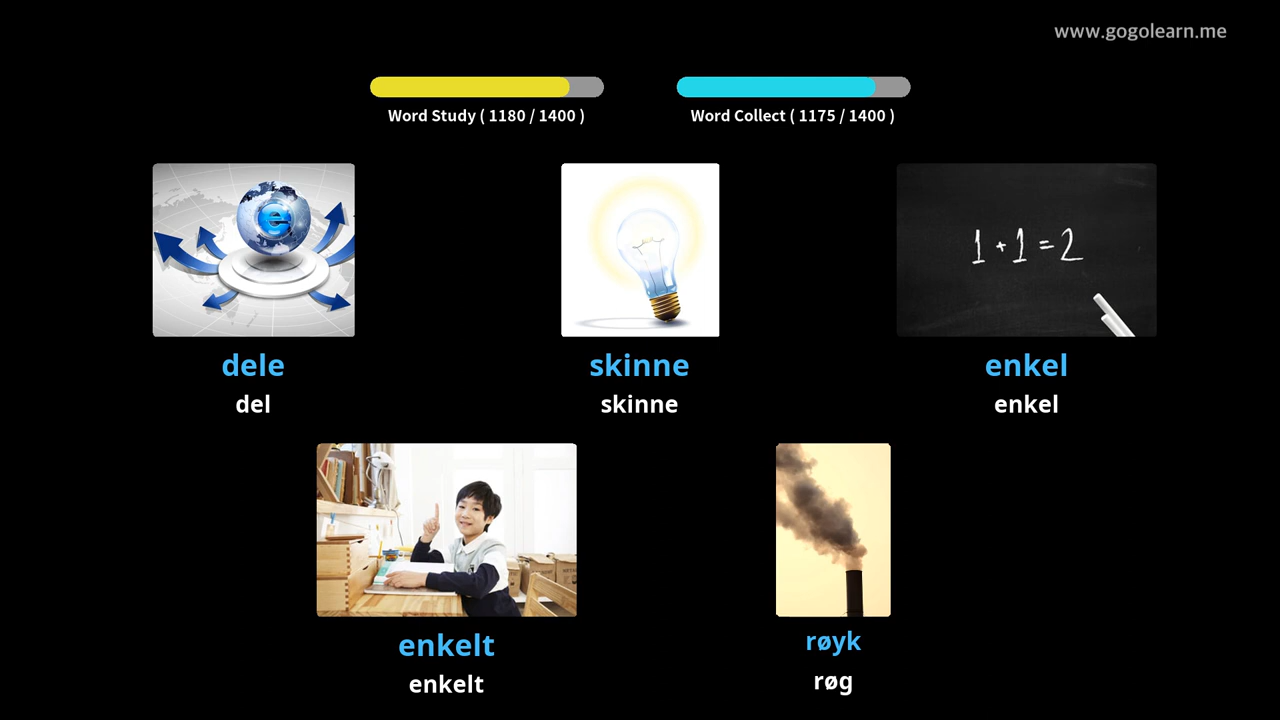 www.gogolearn.me
Word Study ( 1180 / 1400 )
Word Collect ( 1175 / 1400 )
e
1 + 1 = 2
dele
del
skinne
skinne
enkel
enkel
enkelt
enkelt
røyk
røg